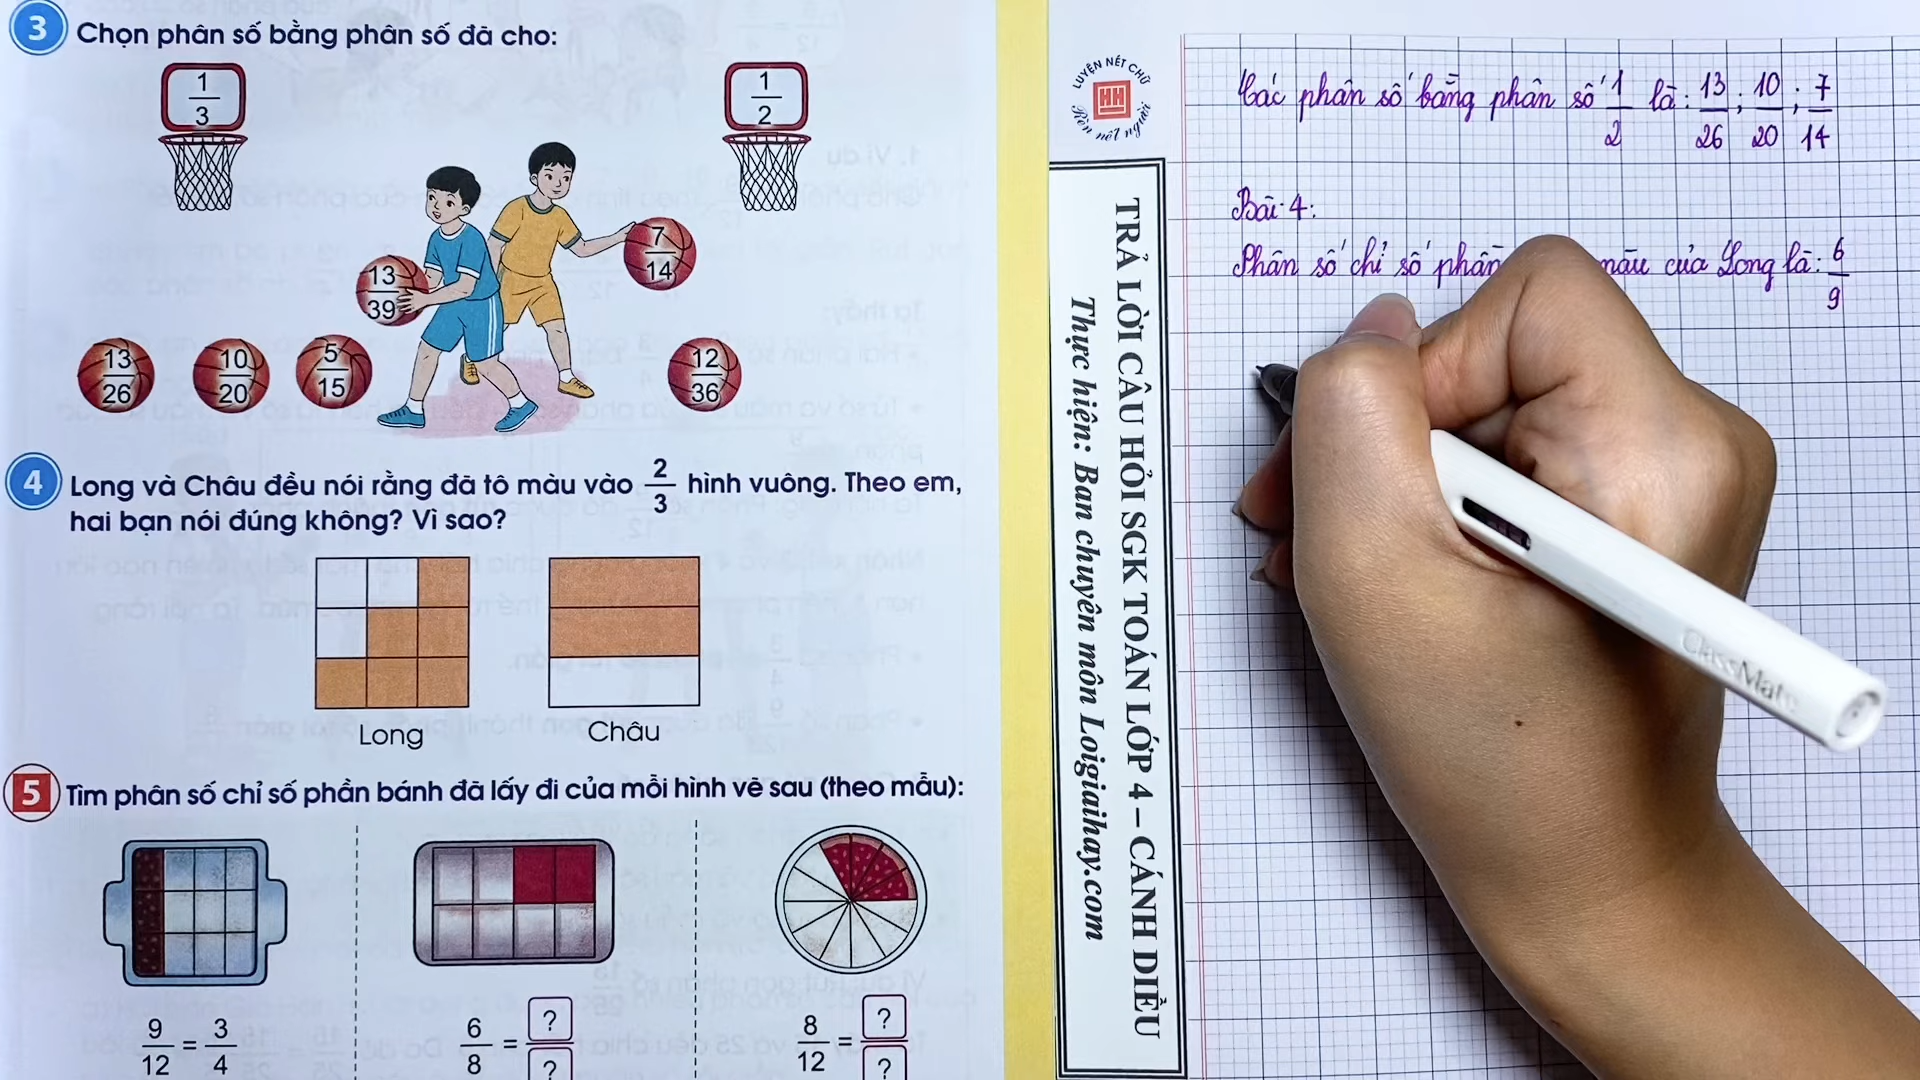 3 Chọn phân số bằng phân số đã cho:
1/3
1/2
7/14
13/39
13/26
10/20
5/15
12/36
4 Long và Châu đều nói rằng đã tô màu vào 2/3 hình vuông. Theo em,
hai bạn nói đúng không? Vì sao?
Long
Châu
5 Tìm phân số chỉ số phần bánh đã lấy đi của mỗi hình vẽ sau (theo mẫu):
9/12 = 3/4
6/8 = ?/?
8/12 = ?/?
LUYỆN NÉT CHỮ
HH
Rèn nết người
TRẢ LỜI CÂU HỎI SGK TOÁN LỚP 4 – CÁNH DIỀU
Thực hiện: Ban chuyên môn Loigiaihay.com
Các phân số bằng phân số 1/2 là: 13/26; 10/20; 7/14
Bài 4:
Phân số chỉ số phần màu của Long là: 6/9
ClassMate